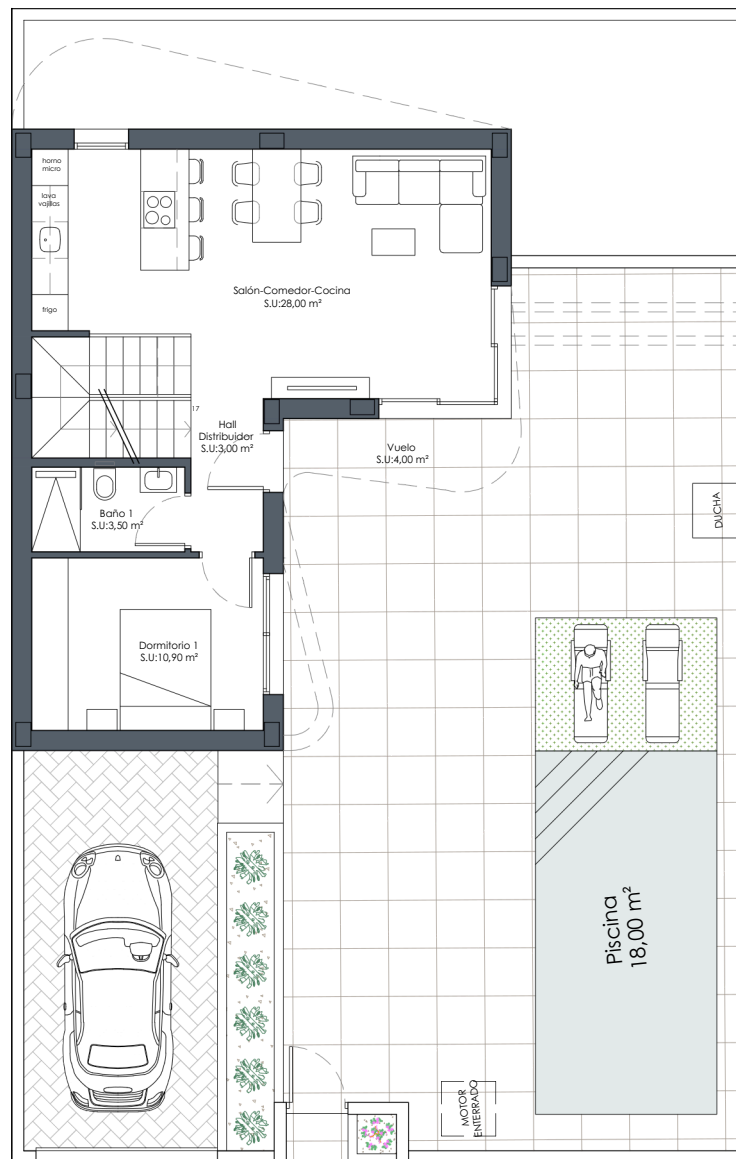 horno
micro
lava
vajillas
frigo
Salón-Comedor-Cocina
S.U:28,00 m²
17
Hall
Distribuidor
S.U:3,00 m²
Vuelo
S.U:4,00 m²
Baño 1
S.U:3,50 m²
DUCHA
Dormitorio 1
S.U:10,90 m²
Piscina
18,00 m²
MOTOR
ENTERRADO